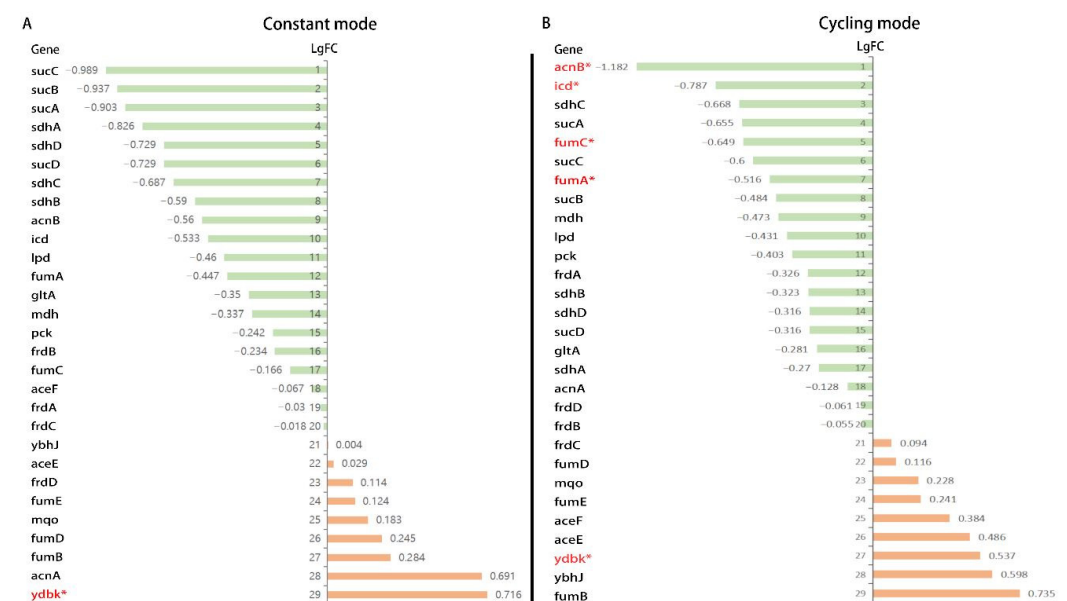 A Constant mode
Gene LgFC
sucC −0.989 1
sucB −0.937 2
sucA −0.903 3
sdhA −0.826 4
sdhD −0.729 5
sucD −0.729 6
sdhC −0.687 7
sdhB −0.59 8
acnB −0.56 9
icd −0.533 10
lpd −0.46 11
fumA −0.447 12
gltA −0.35 13
mdh −0.337 14
pck −0.242 15
frdB −0.234 16
fumC −0.166 17
aceF −0.067 18
frdA −0.03 19
frdC −0.018 20
ybhJ 21 0.004
aceE 22 0.029
frdD 23 0.114
fumE 24 0.124
mqo 25 0.183
fumD 26 0.245
fumB 27 0.284
acnA 28 0.691
ydbk* 29 0.716
B Cycling mode
Gene LgFC
acnB* −1.182 1
icd* −0.787 2
sdhC −0.668 3
sucA −0.655 4
fumC* −0.649 5
sucC −0.6 6
fumA* −0.516 7
sucB −0.484 8
mdh −0.473 9
lpd −0.431 10
pck −0.403 11
frdA −0.326 12
sdhB −0.323 13
sdhD −0.316 14
sucD −0.316 15
gltA −0.281 16
sdhA −0.27 17
acnA −0.128 18
frdD −0.061 19
frdB −0.055 20
frdC 21 0.094
fumD 22 0.116
mqo 23 0.228
fumE 24 0.241
aceF 25 0.384
aceE 26 0.486
ydbk* 27 0.537
ybhJ 28 0.598
fumB 29 0.735